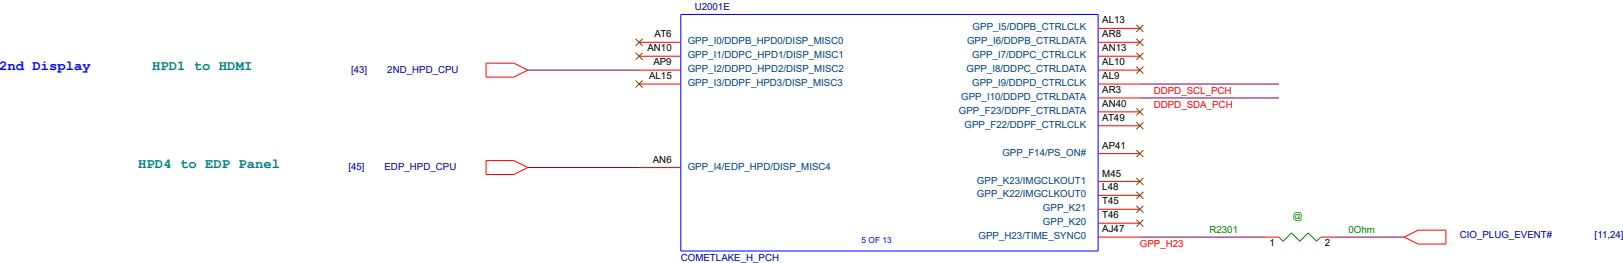 U2001E
AT6 GPP_I0/DDPB_HPD0/DISP_MISC0
AN10 GPP_I1/DDPC_HPD1/DISP_MISC1
2nd Display HPD1 to HDMI [43] 2ND_HPD_CPU AP9 GPP_I2/DDPD_HPD2/DISP_MISC2
AL15 GPP_I3/DDPF_HPD3/DISP_MISC3
HPD4 to EDP Panel [45] EDP_HPD_CPU AN6 GPP_I4/EDP_HPD/DISP_MISC4
GPP_I5/DDPB_CTRLCLK AL13
GPP_I6/DDPB_CTRLDATA AR8
GPP_I7/DDPC_CTRLCLK AN13
GPP_I8/DDPC_CTRLDATA AL10
GPP_I9/DDPD_CTRLCLK AL9 DDPD_SCL_PCH
GPP_I10/DDPD_CTRLDATA AR3 DDPD_SDA_PCH
GPP_F23/DDPF_CTRLDATA AN40
GPP_F22/DDPF_CTRLCLK AT49
GPP_F14/PS_ON# AP41
GPP_K23/IMGCLKOUT1 M45
GPP_K22/IMGCLKOUT0 L48
GPP_K21 T45
GPP_K20 T46
GPP_H23/TIME_SYNC0 AJ47 GPP_H23 R2301 @ 1 2 0Ohm CIO_PLUG_EVENT# [11,24]
5 OF 13
COMETLAKE_H_PCH